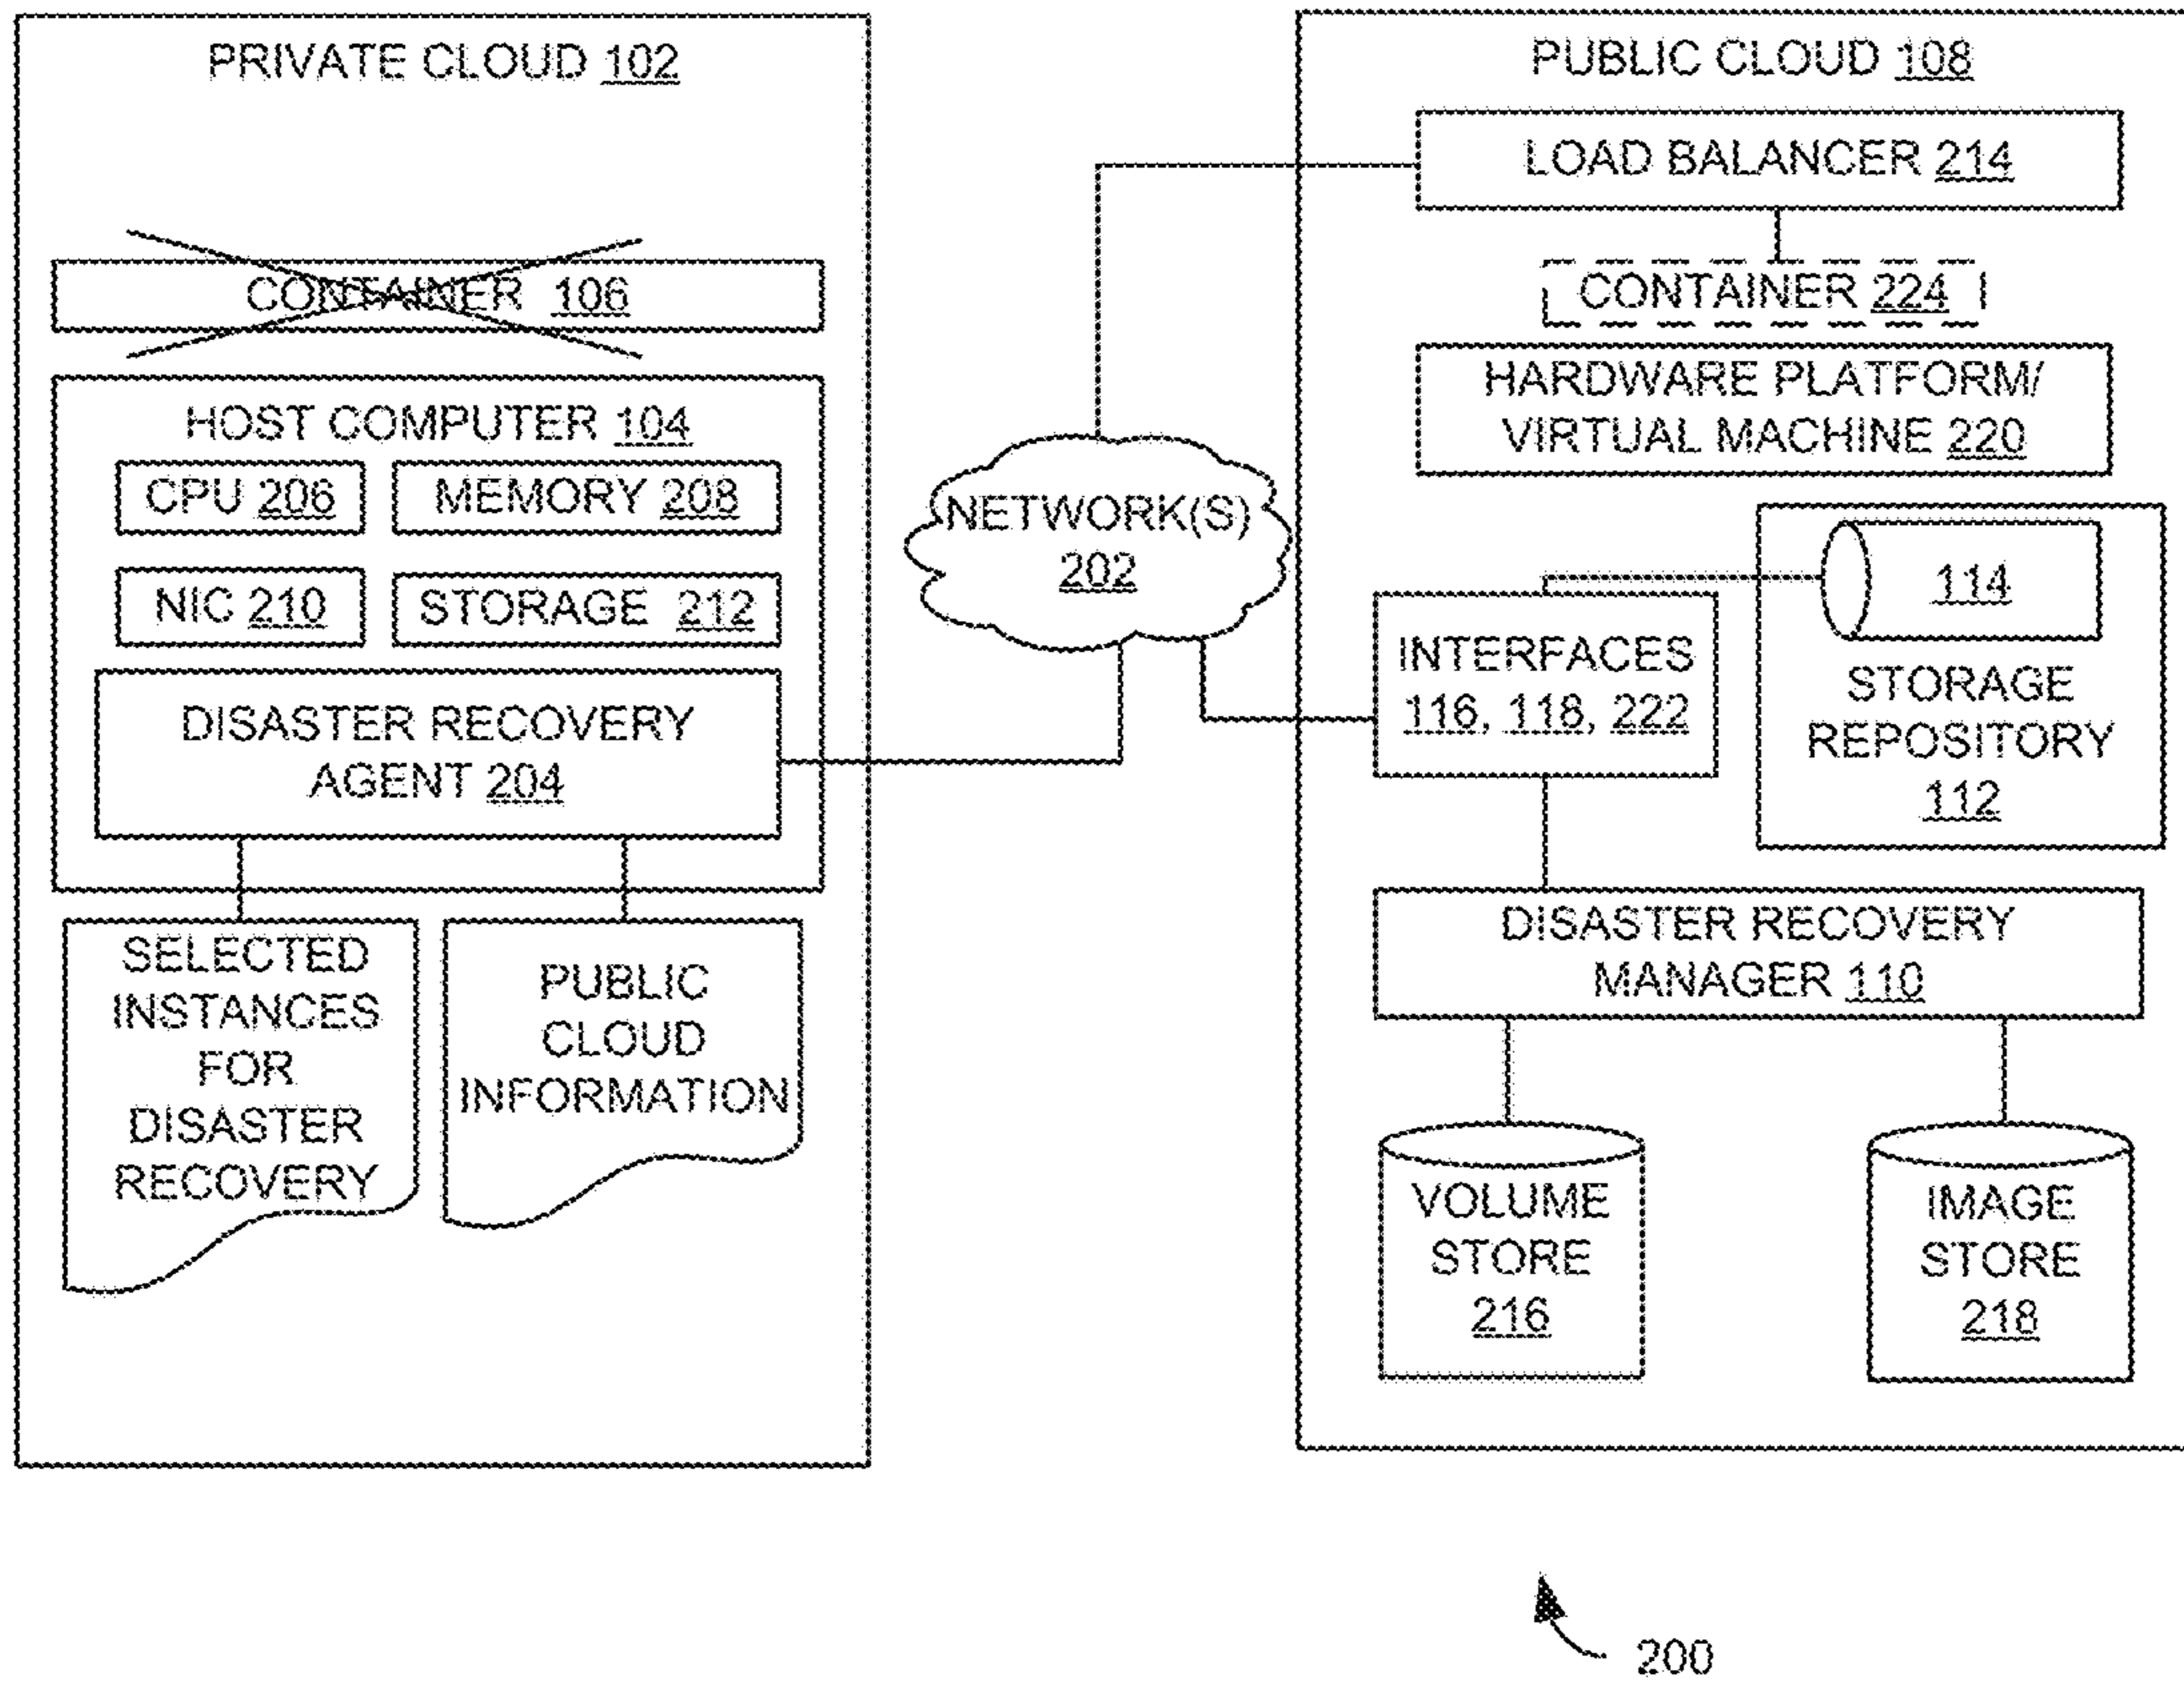 PRIVATE CLOUD 102
CONTAINER 106
HOST COMPUTER 104
CPU 206
MEMORY 208
NIC 210
STORAGE 212
DISASTER RECOVERY
AGENT 204
SELECTED
INSTANCES
FOR
DISASTER
RECOVERY
PUBLIC
CLOUD
INFORMATION
NETWORK(S)
202
PUBLIC CLOUD 108
LOAD BALANCER 214
CONTAINER 224
HARDWARE PLATFORM/
VIRTUAL MACHINE 220
INTERFACES
116, 118, 222
114
STORAGE
REPOSITORY
112
DISASTER RECOVERY
MANAGER 110
VOLUME
STORE
216
IMAGE
STORE
218
200